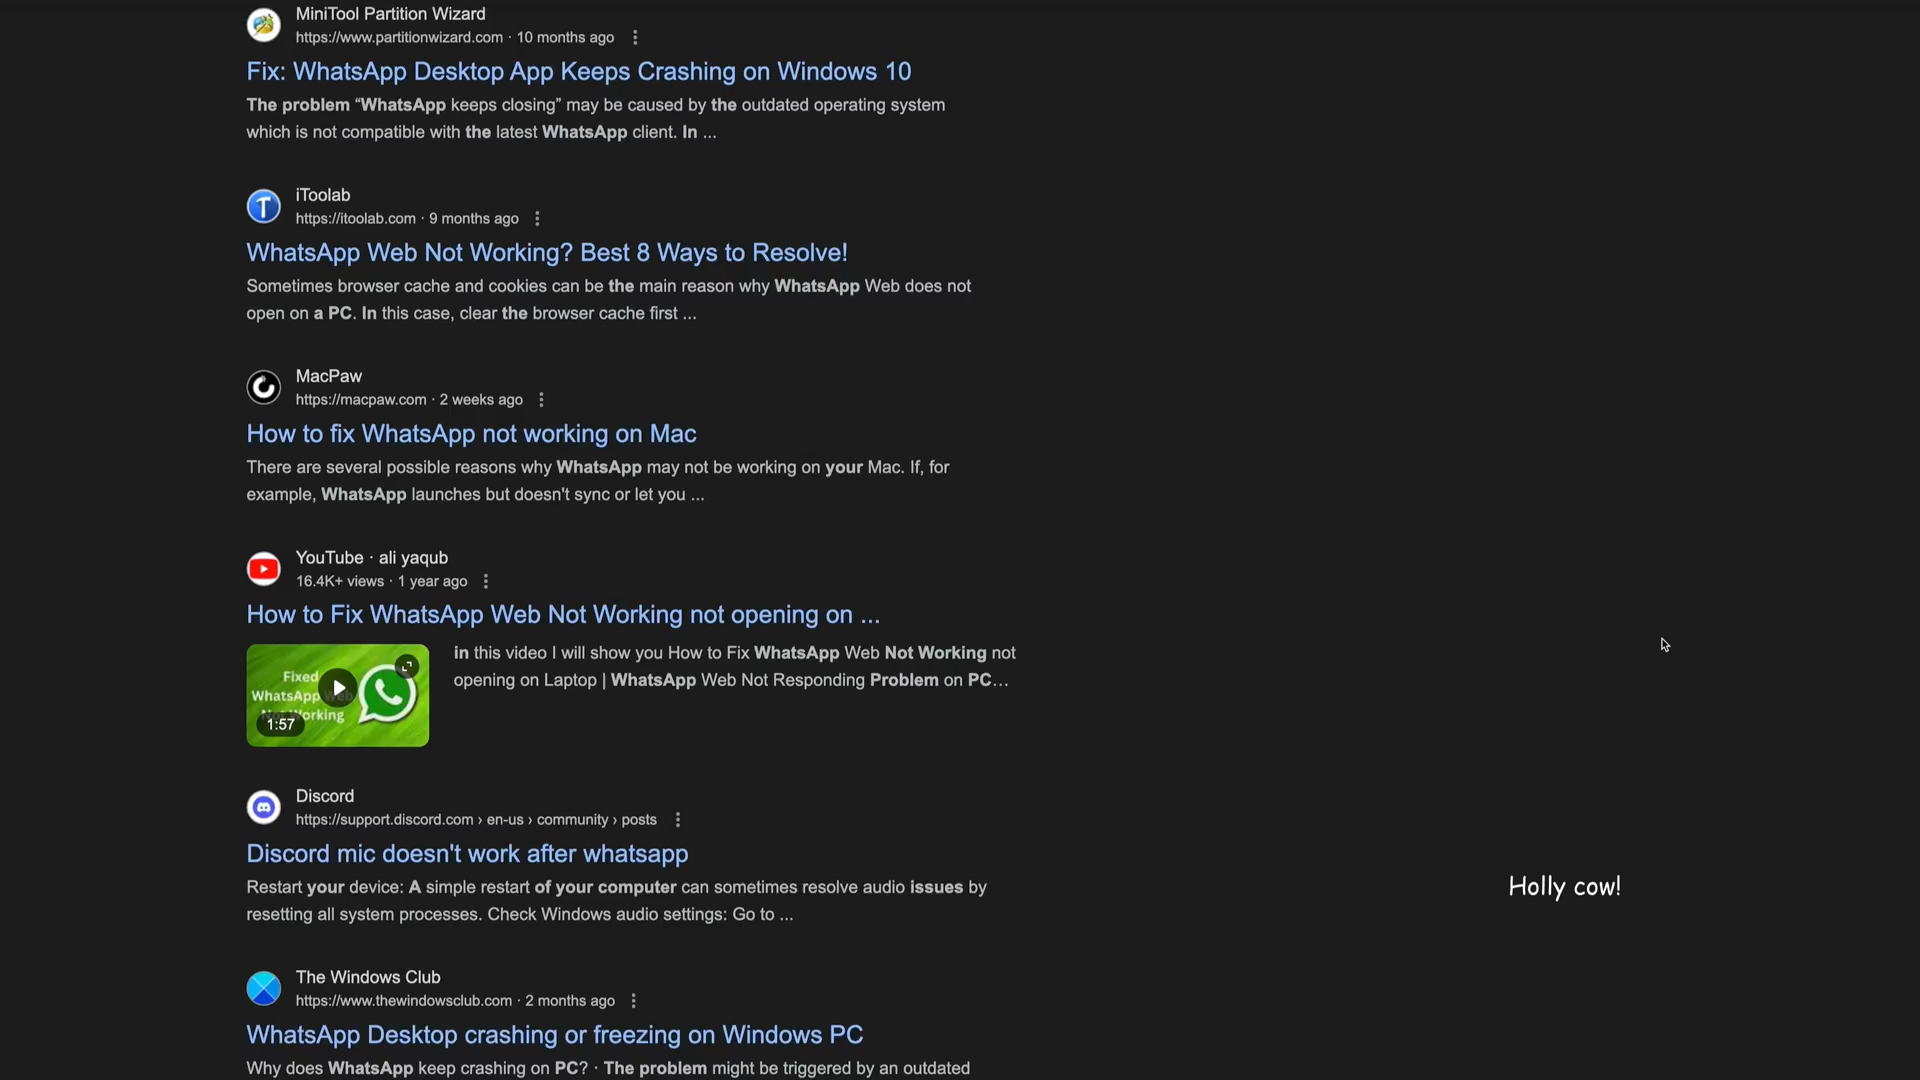 MiniTool Partition Wizard
https://www.partitionwizard.com · 10 months ago
Fix: WhatsApp Desktop App Keeps Crashing on Windows 10
The problem “WhatsApp keeps closing” may be caused by the outdated operating system
which is not compatible with the latest WhatsApp client. In ...
iToolab
https://itoolab.com · 9 months ago
WhatsApp Web Not Working? Best 8 Ways to Resolve!
Sometimes browser cache and cookies can be the main reason why WhatsApp Web does not
open on a PC. In this case, clear the browser cache first ...
MacPaw
https://macpaw.com · 2 weeks ago
How to fix WhatsApp not working on Mac
There are several possible reasons why WhatsApp may not be working on your Mac. If, for
example, WhatsApp launches but doesn't sync or let you ...
YouTube · ali yaqub
16.4K+ views · 1 year ago
How to Fix WhatsApp Web Not Working not opening on ...
Fixed
WhatsApp Web
Not Working
1:57
in this video I will show you How to Fix WhatsApp Web Not Working not
opening on Laptop | WhatsApp Web Not Responding Problem on PC...
Discord
https://support.discord.com › en-us › community › posts
Discord mic doesn't work after whatsapp
Restart your device: A simple restart of your computer can sometimes resolve audio issues by
resetting all system processes. Check Windows audio settings: Go to ...
Holly cow!
The Windows Club
https://www.thewindowsclub.com · 2 months ago
WhatsApp Desktop crashing or freezing on Windows PC
Why does WhatsApp keep crashing on PC? · The problem might be triggered by an outdated